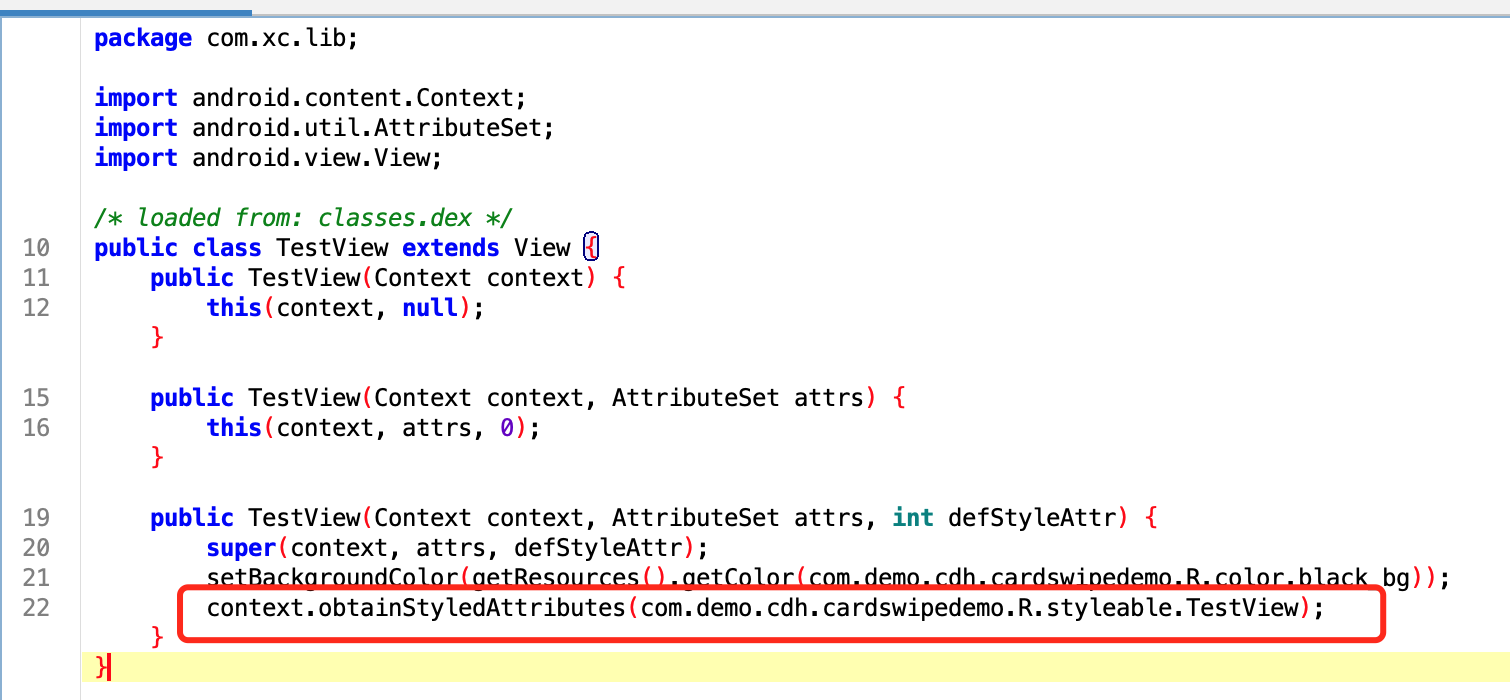 package com.xc.lib;
import android.content.Context;
import android.util.AttributeSet;
import android.view.View;
/* loaded from: classes.dex */
10 public class TestView extends View {
11 public TestView(Context context) {
12 this(context, null);
}
15 public TestView(Context context, AttributeSet attrs) {
16 this(context, attrs, 0);
}
19 public TestView(Context context, AttributeSet attrs, int defStyleAttr) {
20 super(context, attrs, defStyleAttr);
21 setBackgroundColor(getResources().getColor(com.demo.cdh.cardswipedemo.R.color.black_bg));
22 context.obtainStyledAttributes(com.demo.cdh.cardswipedemo.R.styleable.TestView);
}
}